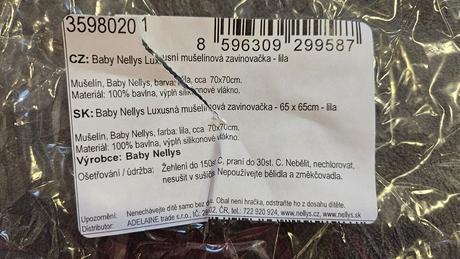 3598020 1
8 596309 299587
CZ: Baby Nellys Luxusní mušelinová zavinovačka - lila
Mušelín, Baby Nellys, barva: lila, cca 70x70cm.
Materiál: 100% bavlna, výplň silikonové vlákno.
SK: Baby Nellys Luxusná mušelínová zavinovačka - 65 x 65cm - lila
Mušelín, Baby Nellys, farba: lila, cca 70x70cm.
Materiál: 100% bavlna, výplň silikonové vlákno.
Výrobce: Baby Nellys
Ošetřování / údržba: Žehlení do 150st C, praní do 30st. C. Nebělit, nechlorovat,
nesušit v sušičce. Nepoužívejte bělidla a změkčovadla.
Upozornění: Nenechávejte dítě samo bez Obal není hračka, odstraňte ho z dosahu dítěte.
Distributor: ADELAINE trade s.r.o., IČ: ČR, tel.: 722 920 924, www.nellys.cz, www.nellys.sk